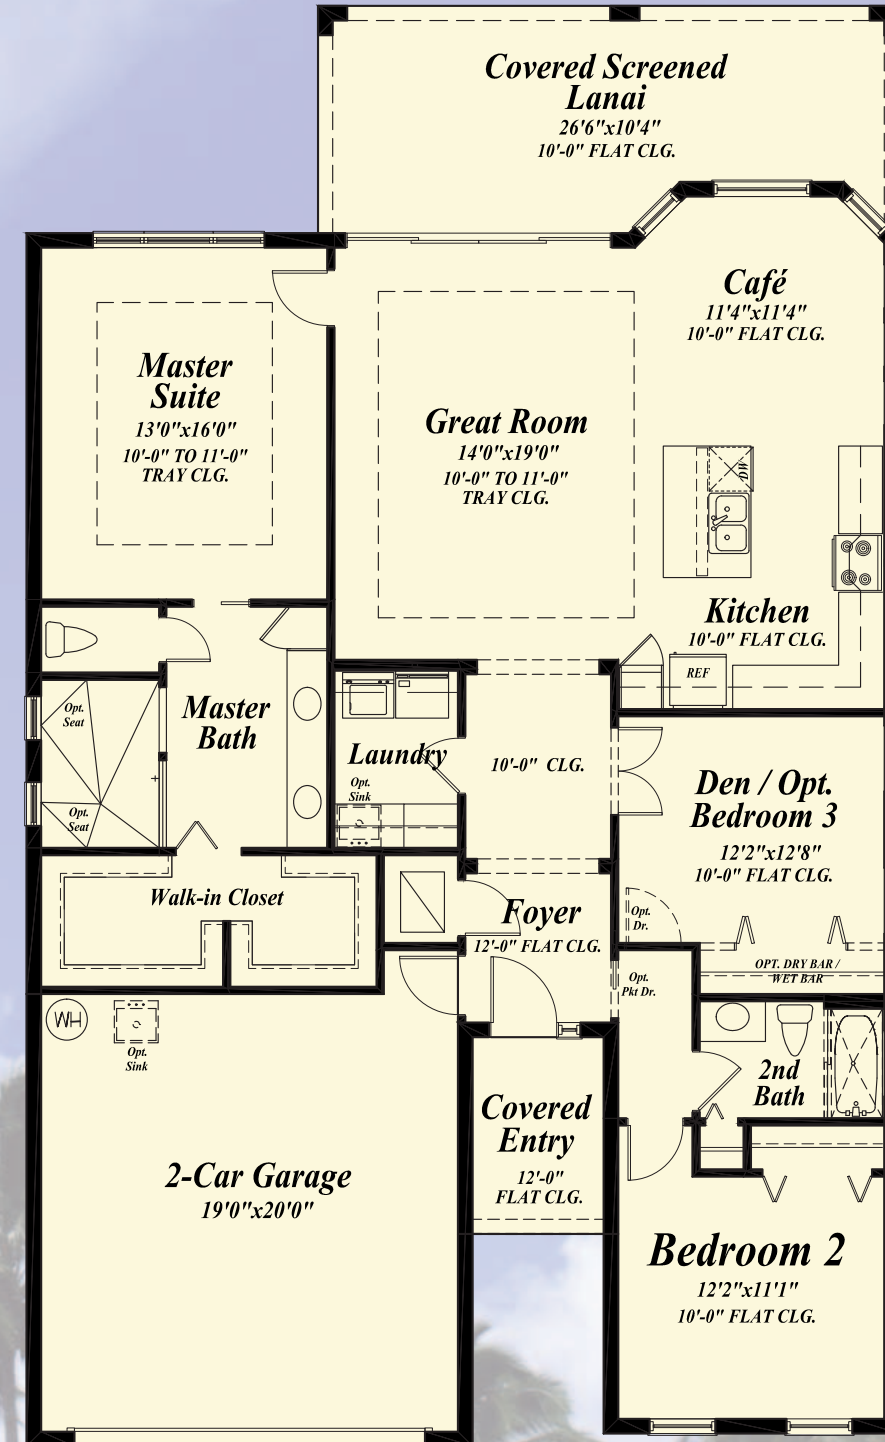 Covered Screened
Lanai
26'6"x10'4"
10'-0" FLAT CLG.
Café
11'4"x11'4"
10'-0" FLAT CLG.
Master
Suite
13'0"x16'0"
10'-0" TO 11'-0"
TRAY CLG.
Great Room
14'0"x19'0"
10'-0" TO 11'-0"
TRAY CLG.
DW
Kitchen
10'-0" FLAT CLG.
REF
Opt.
Seat
Master
Bath
Opt.
Seat
Laundry
Opt.
Sink
10'-0" CLG.
Den / Opt.
Bedroom 3
12'2"x12'8"
10'-0" FLAT CLG.
Walk-in Closet
Foyer
12'-0" FLAT CLG.
Opt.
Dr.
OPT. DRY BAR /
WET BAR
Opt.
Pkt Dr.
WH
Opt.
Sink
2nd
Bath
Covered
Entry
12'-0"
FLAT CLG.
2-Car Garage
19'0"x20'0"
Bedroom 2
12'2"x11'1"
10'-0" FLAT CLG.